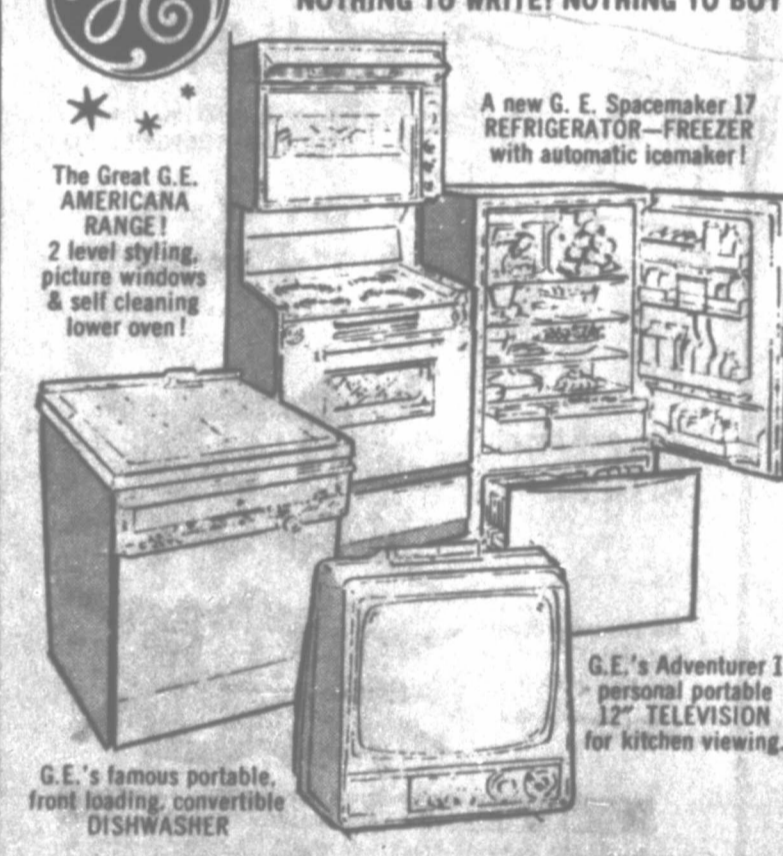 NOTHING TO WRITE! NOTHING TO BUY
GE
A new G. E. Spacemaker 17
REFRIGERATOR—FREEZER
with automatic icemaker!
The Great G.E.
AMERICANA
RANGE!
2 level styling,
picture windows
& self cleaning
lower oven!
G.E.'s Adventurer I
personal portable
12" TELEVISION
for kitchen viewing.
G.E.'s famous portable,
front loading, convertible
DISHWASHER